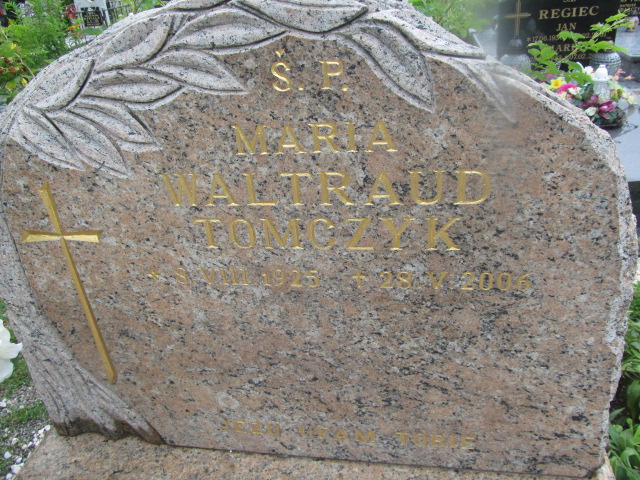 Ś. P.
MARIA
WALTRAUD
TOMCZYK
* 8. VIII 1925 + 28. V. 2006
JEZU UFAM TOBIE
REGIEC
JAN